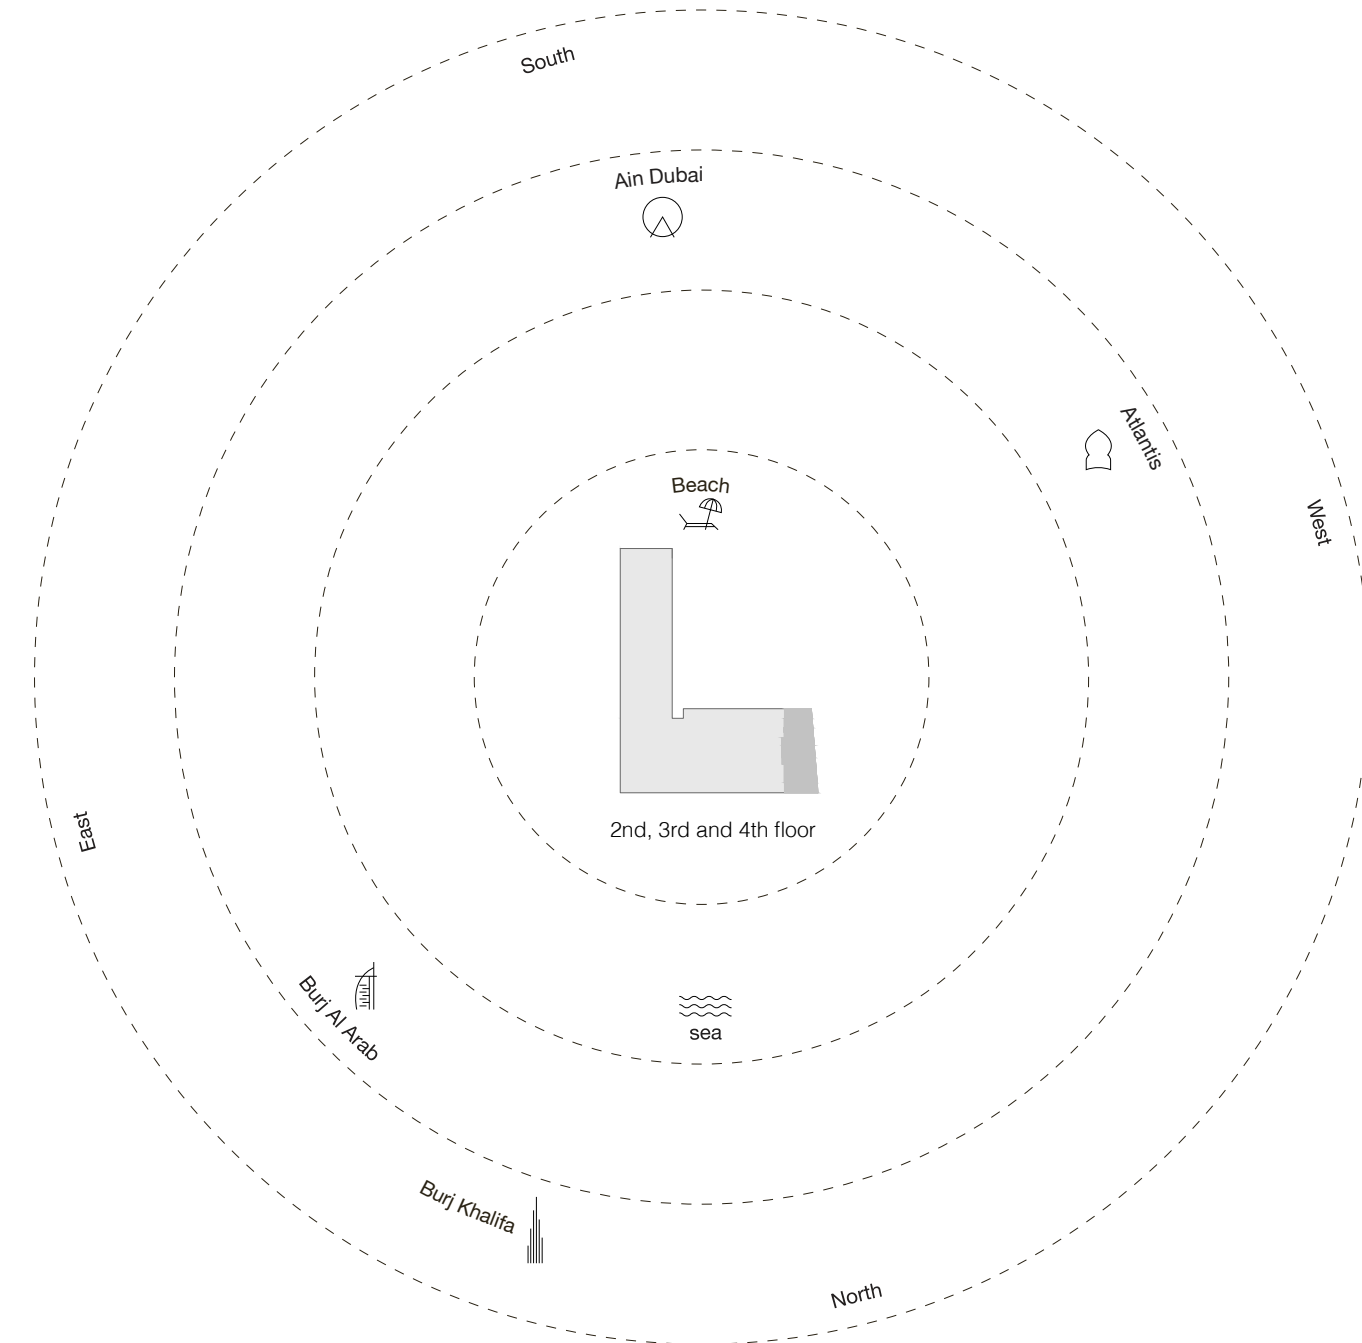 South
Ain Dubai
Atlantis
Beach
West
2nd, 3rd and 4th floor
East
Burj Al Arab
sea
Burj Khalifa
North